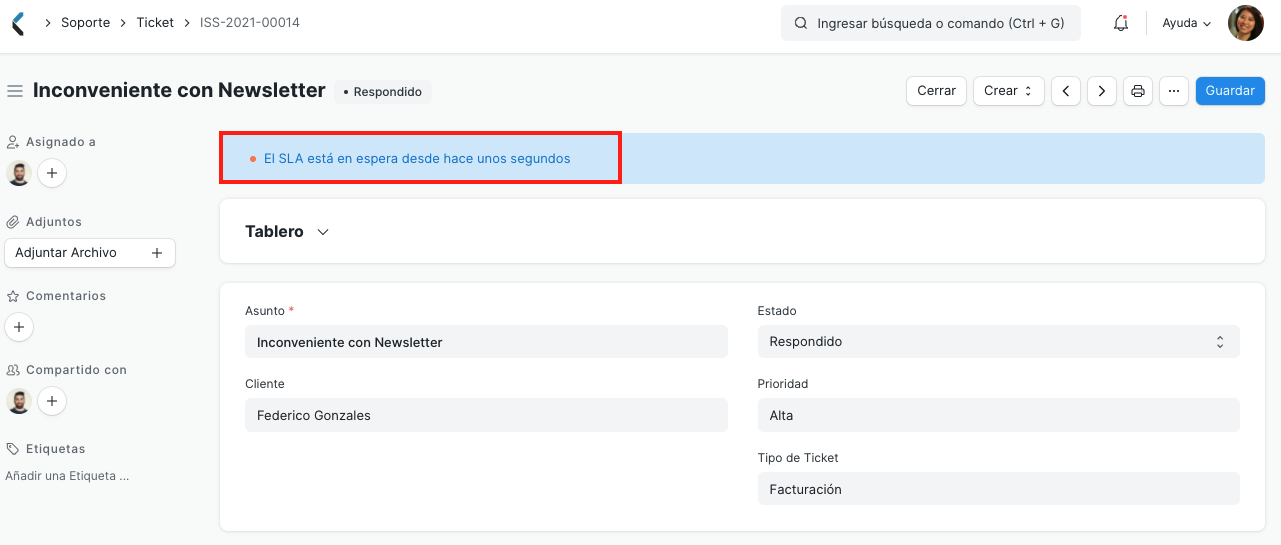 Soporte Ticket ISS-2021-00014
Ingresar búsqueda o comando (Ctrl + G)
Ayuda
Inconveniente con Newsletter
Respondido
Cerrar
Crear
...
Guardar
Asignado a
Adjuntos
Adjuntar Archivo
Comentarios
Compartido con
Etiquetas
Añadir una Etiqueta ...
El SLA está en espera desde hace unos segundos
Tablero
Asunto *
Inconveniente con Newsletter
Cliente
Federico Gonzales
Estado
Respondido
Prioridad
Alta
Tipo de Ticket
Facturación